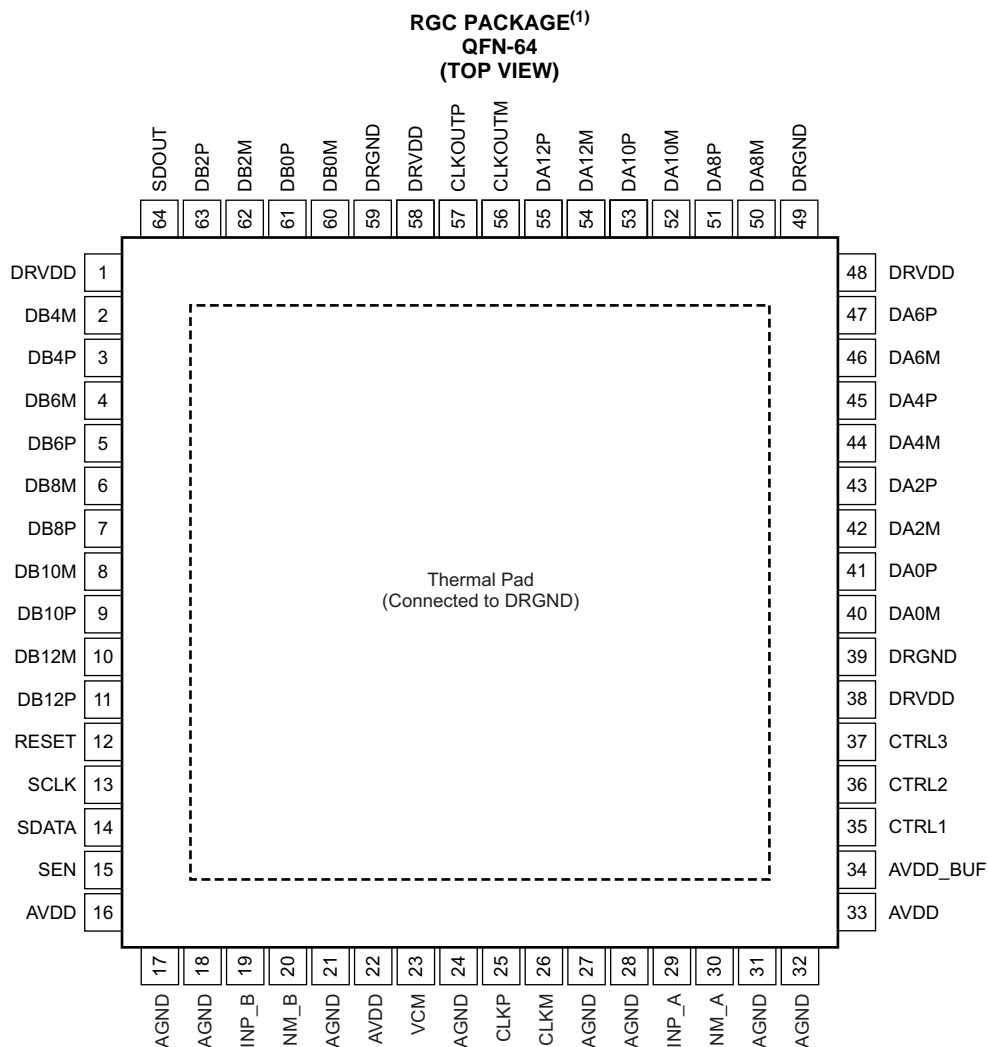 RGC PACKAGE(1)
QFN-64
(TOP VIEW)
SDOUT DB2P DB2M DB0P DB0M DRGND DRVDD CLKOUTP CLKOUTM DA12P DA12M DA10P DA10M DA8P DA8M DRGND
64 63 62 61 60 59 58 57 56 55 54 53 52 51 50 49
DRVDD 1 48 DRVDD
DB4M 2 47 DA6P
DB4P 3 46 DA6M
DB6M 4 45 DA4P
DB6P 5 44 DA4M
DB8M 6 43 DA2P
DB8P 7 42 DA2M
DB10M 8 41 DA0P
Thermal Pad
(Connected to DRGND)
DB10P 9 40 DA0M
DB12M 10 39 DRGND
DB12P 11 38 DRVDD
RESET 12 37 CTRL3
SCLK 13 36 CTRL2
SDATA 14 35 CTRL1
SEN 15 34 AVDD_BUF
AVDD 16 33 AVDD
17 18 19 20 21 22 23 24 25 26 27 28 29 30 31 32
AGND AGND INP_B NM_B AGND AVDD VCM AGND CLKP CLKM AGND AGND INP_A NM_A AGND AGND